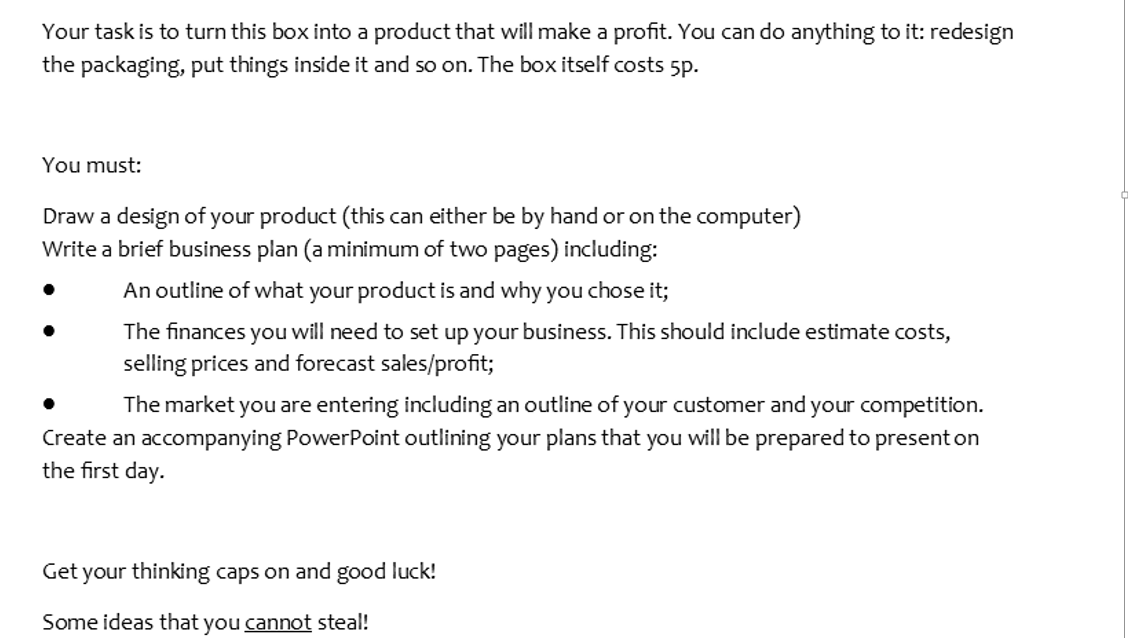 Your task is to turn this box into a product that will make a profit. You can do anything to it: redesign
the packaging, put things inside it and so on. The box itself costs 5p.
You must:
Draw a design of your product (this can either be by hand or on the computer)
Write a brief business plan (a minimum of two pages) including:
● An outline of what your product is and why you chose it;
● The finances you will need to set up your business. This should include estimate costs,
selling prices and forecast sales/profit;
● The market you are entering including an outline of your customer and your competition.
Create an accompanying PowerPoint outlining your plans that you will be prepared to present on
the first day.
Get your thinking caps on and good luck!
Some ideas that you cannot steal!